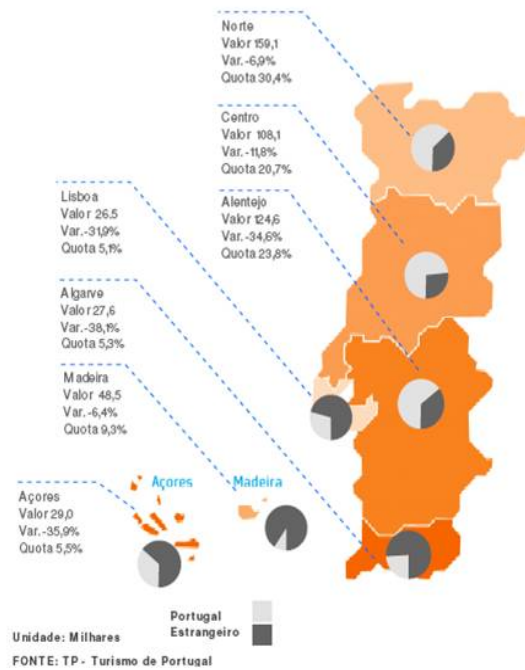 Norte
Valor 159,1
Var.-6,9%
Quota 30,4%
Centro
Valor 108,1
Var.-11,8%
Quota 20,7%
Lisboa
Valor 26,5
Var.-31,9%
Quota 5,1%
Alentejo
Valor 124,6
Var.-34,6%
Quota 23,8%
Algarve
Valor 27,6
Var.-38,1%
Quota 5,3%
Madeira
Valor 48,5
Var.-6,4%
Quota 9,3%
Açores
Madeira
Açores
Valor 29,0
Var.-35,9%
Quota 5,5%
Portugal
Estrangeiro
Unidade: Milhares
FONTE: TP - Turismo de Portugal